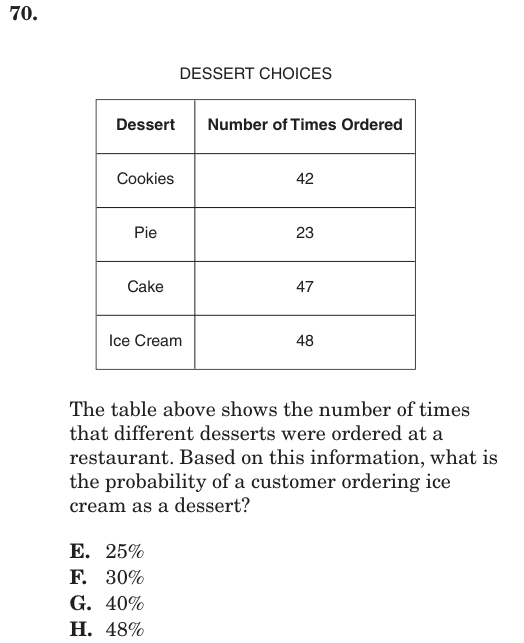 70.
DESSERT CHOICES
Dessert Number of Times Ordered
Cookies 42
Pie 23
Cake 47
Ice Cream 48
The table above shows the number of times
that different desserts were ordered at a
restaurant. Based on this information, what is
the probability of a customer ordering ice
cream as a dessert?
E. 25%
F. 30%
G. 40%
H. 48%